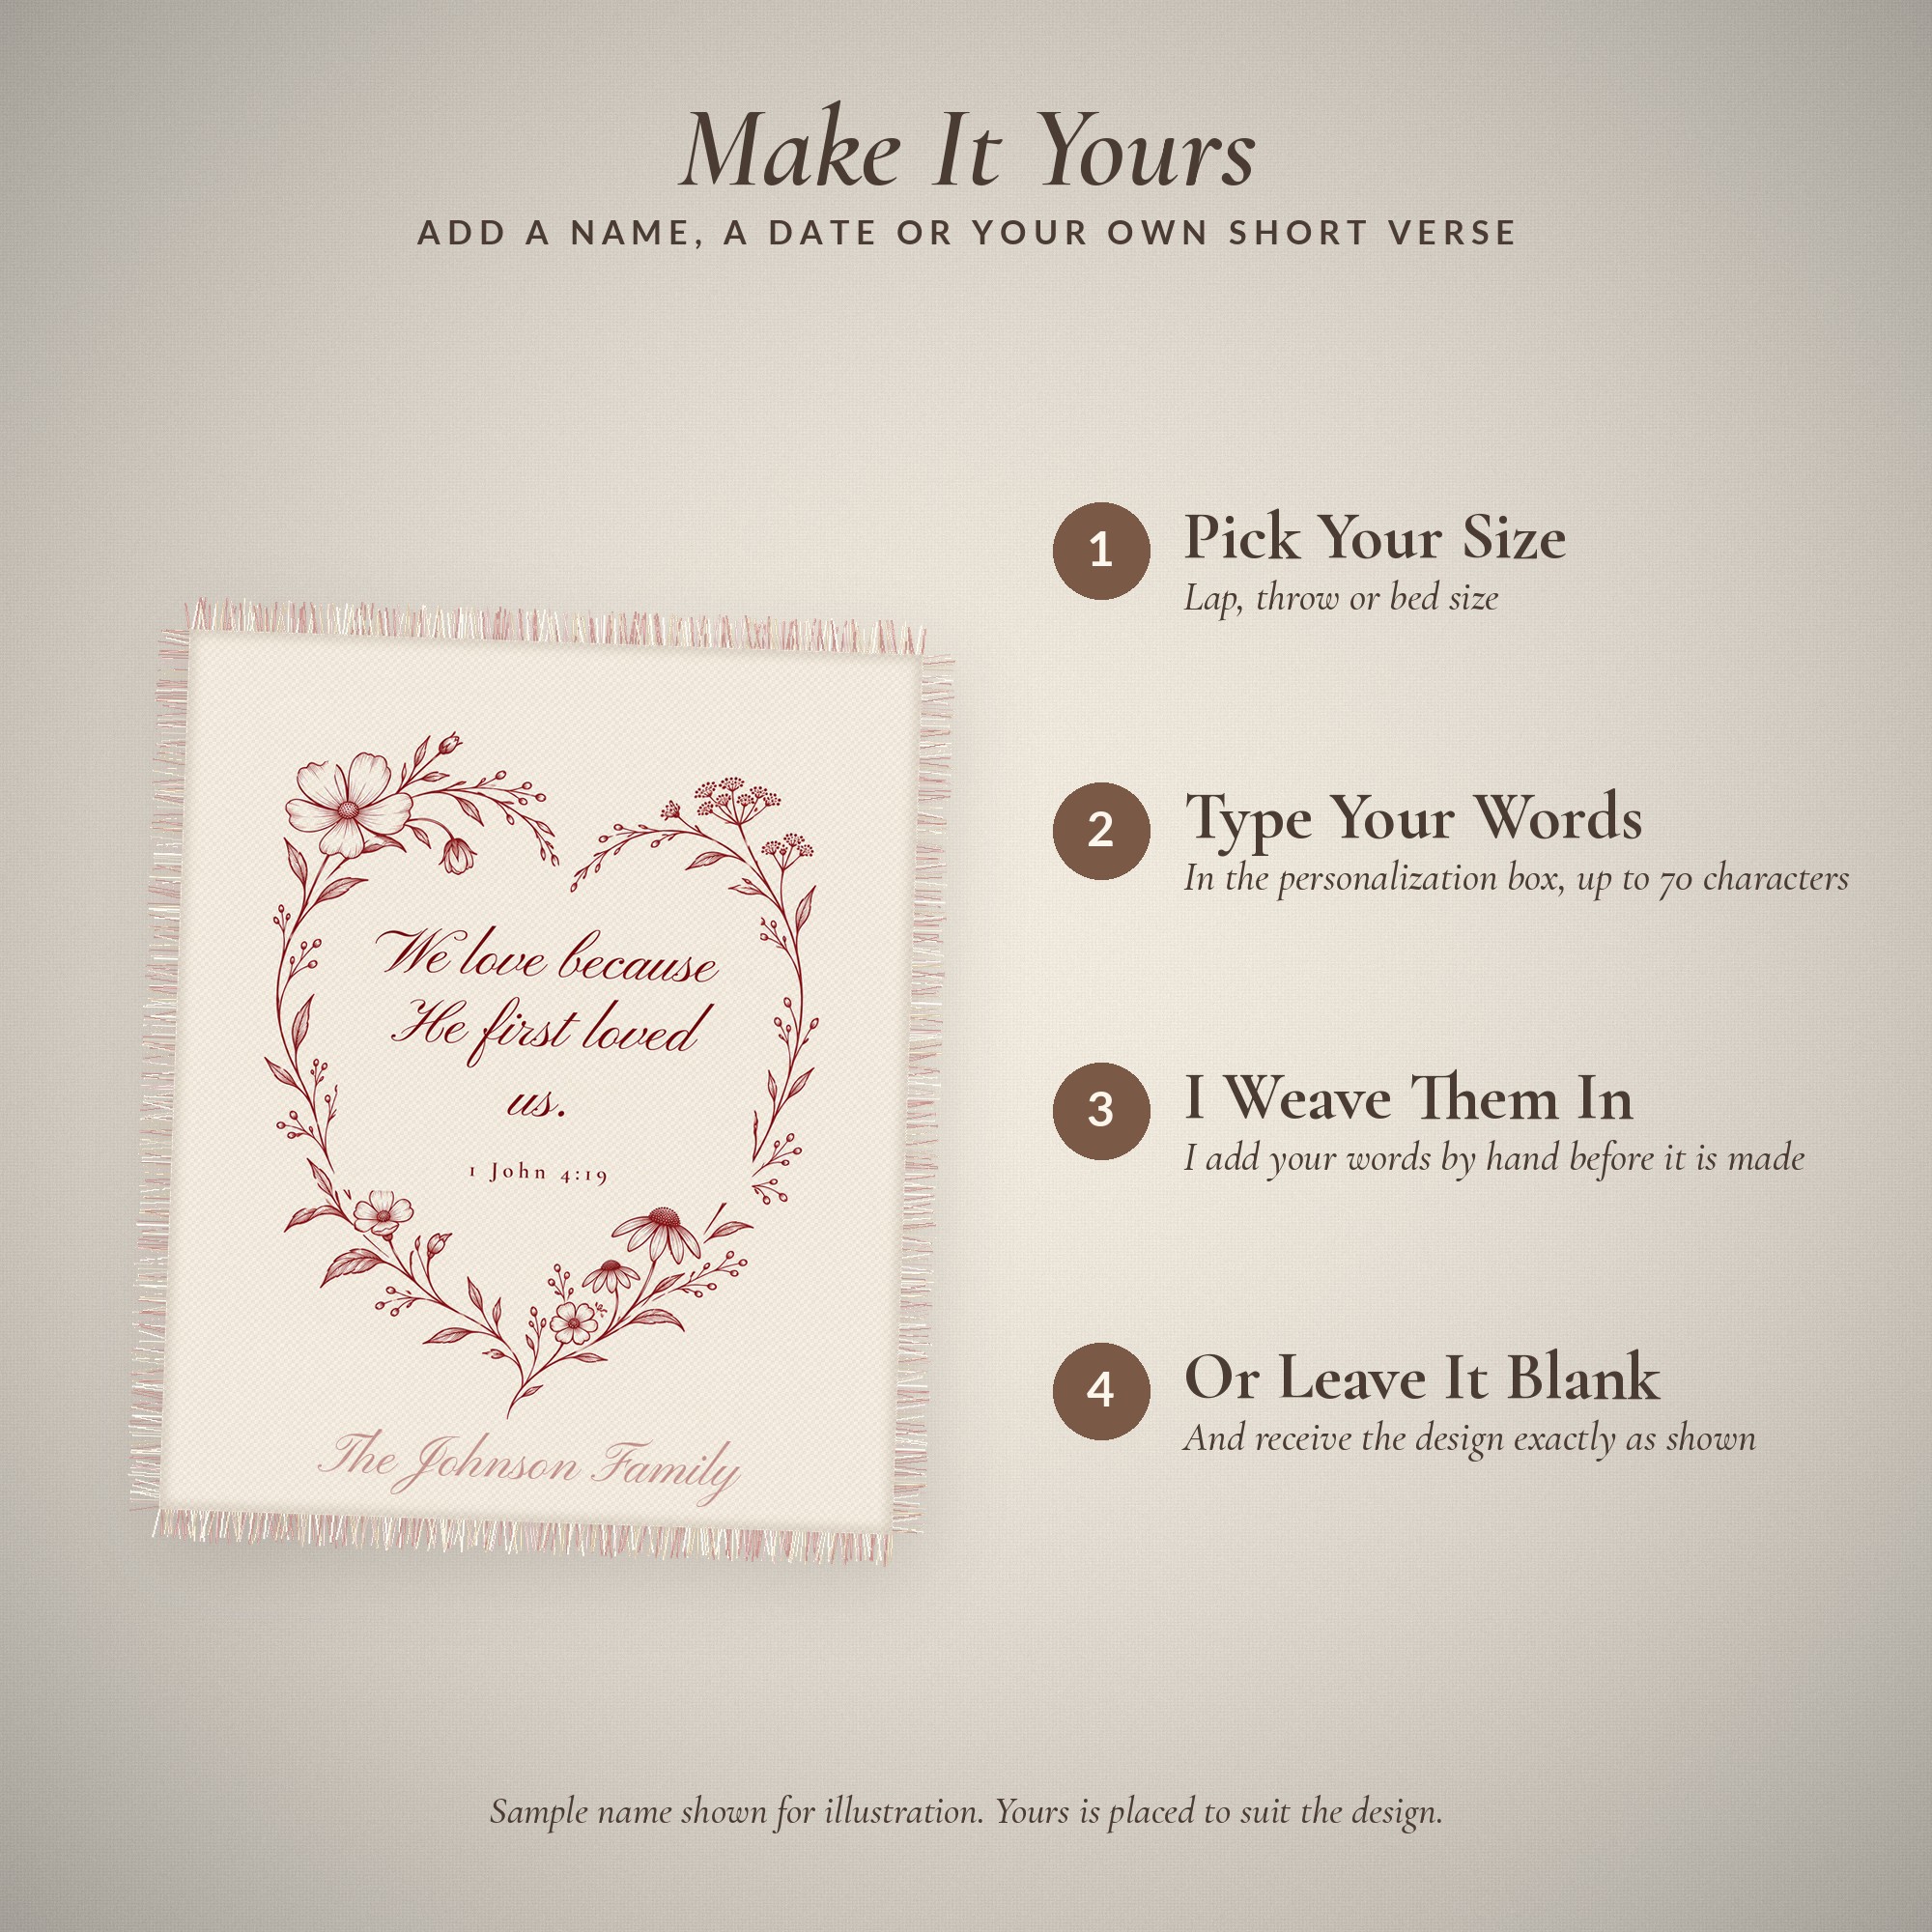 Make It Yours
ADD A NAME, A DATE OR YOUR OWN SHORT VERSE
We love because
He first loved
us.
1 John 4:19
The Johnson Family
1
Pick Your Size
Lap, throw or bed size
2
Type Your Words
In the personalization box, up to 70 characters
3
I Weave Them In
I add your words by hand before it is made
4
Or Leave It Blank
And receive the design exactly as shown
Sample name shown for illustration. Yours is placed to suit the design.